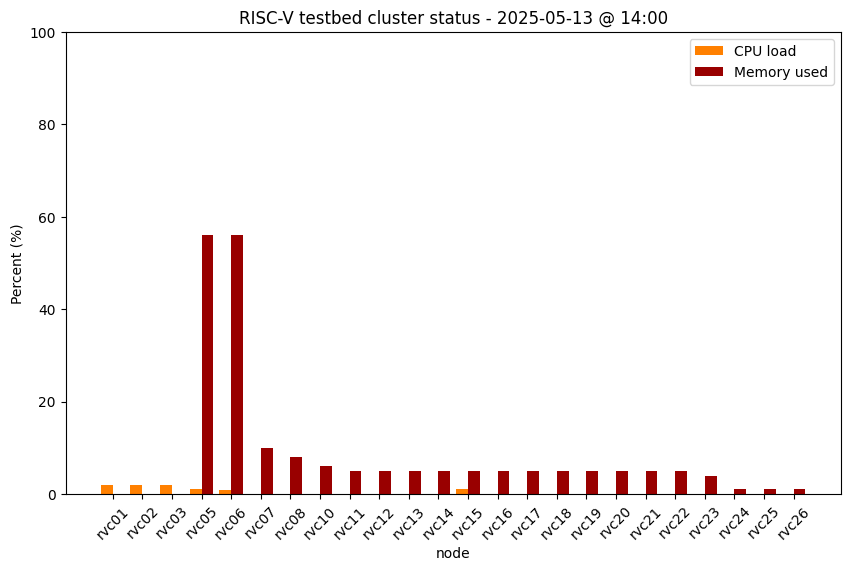 RISC-V testbed cluster status - 2025-05-13 @ 14:00
CPU load
Memory used
Percent (%)
100
80
60
40
20
0
rvc01 rvc02 rvc03 rvc05 rvc06 rvc07 rvc08 rvc10 rvc11 rvc12 rvc13 rvc14 rvc15 rvc16 rvc17 rvc18 rvc19 rvc20 rvc21 rvc22 rvc23 rvc24 rvc25 rvc26
node